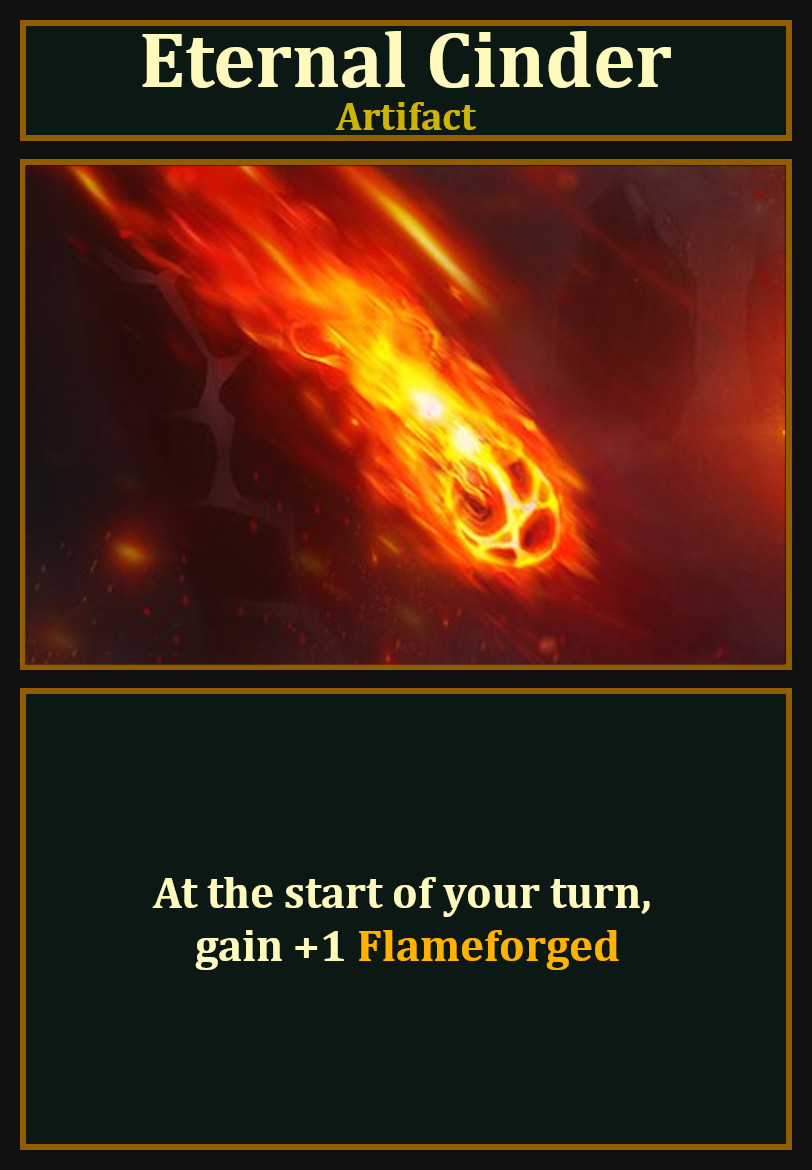 Eternal Cinder
Artifact
At the start of your turn,
gain +1 Flameforged